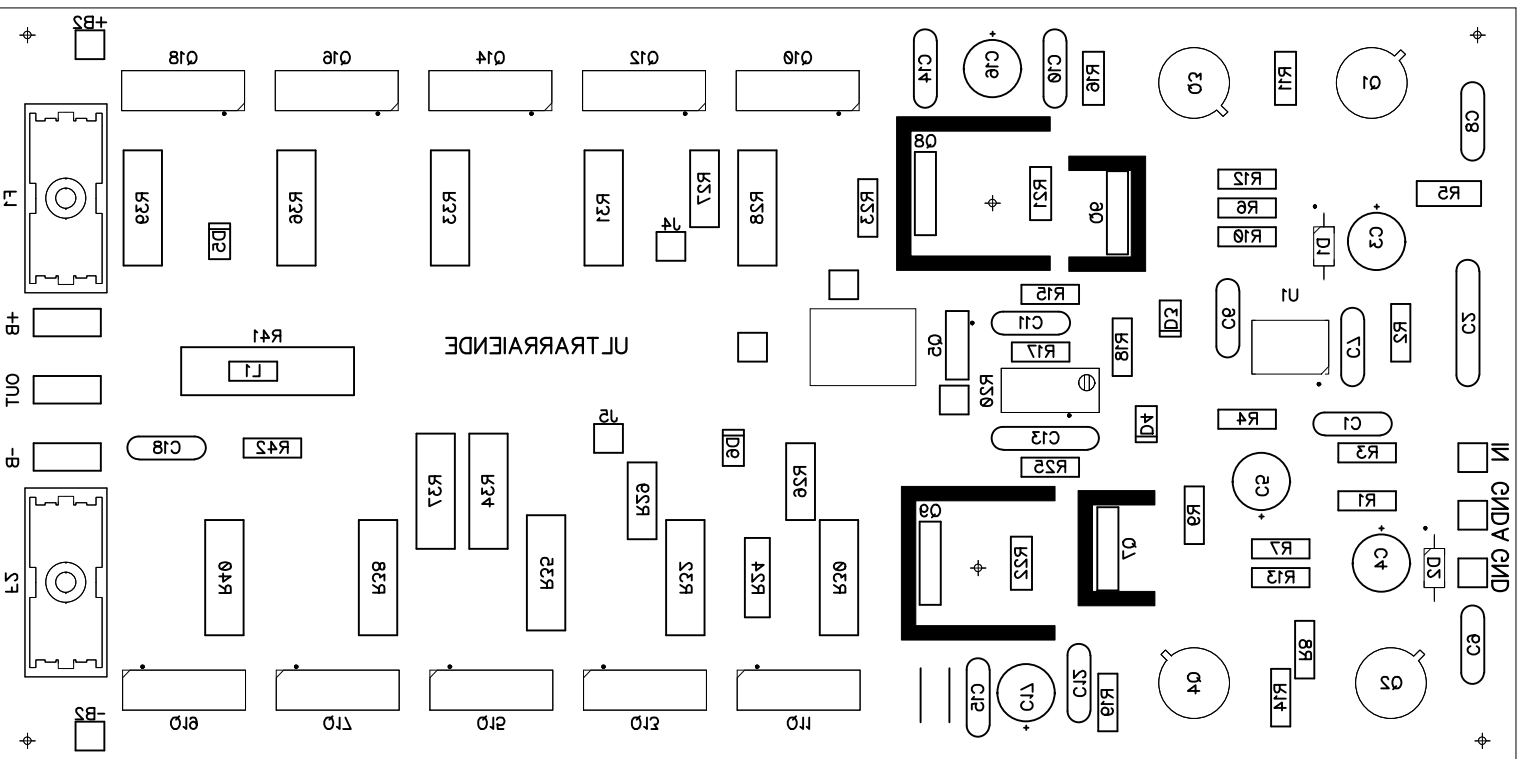 +B2
Q18
Q16
Q14
Q12
Q10
C14
C16
C10
R16
Q3
R11
Q1
C8
F1
R39
D5
R36
R33
R31
R27
J4
R28
R23
Q8
R21
Q6
R12
R6
R10
D1
C3
R5
+B
R41
L1
ULTRARRAIENDE
Q5
R15
C11
R17
R20
R18
D3
C6
U1
C7
R2
C2
OUT
-B
C18
R42
J5
D6
C13
R25
D4
R4
C1
R3
IN
R37
R34
R29
R26
C5
R1
GNDA
F2
R40
R38
R35
R32
R24
R30
Q9
R22
Q7
R9
R7
R13
C4
D2
GND
R8
C9
-B2
Q19
Q17
Q15
Q13
Q11
C15
C17
C12
R19
Q4
R14
Q2